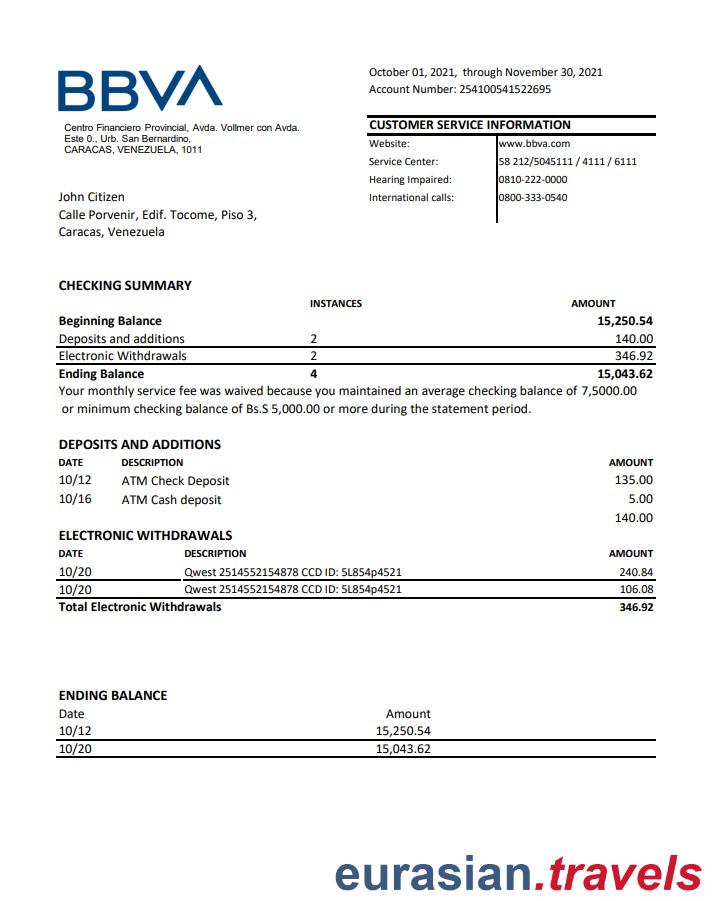 BBVA
Centro Financiero Provincial, Avda. Vollmer con Avda.
Este 0., Urb. San Bernardino,
CARACAS, VENEZUELA, 1011
October 01, 2021, through November 30, 2021
Account Number: 254100541522695
CUSTOMER SERVICE INFORMATION
Website: www.bbva.com
Service Center: 58 212/5045111 / 4111 / 6111
Hearing Impaired: 0810-222-0000
International calls: 0800-333-0540
John Citizen
Calle Porvenir, Edif. Tocome, Piso 3,
Caracas, Venezuela
CHECKING SUMMARY
INSTANCES AMOUNT
Beginning Balance 15,250.54
Deposits and additions 2 140.00
Electronic Withdrawals 2 346.92
Ending Balance 4 15,043.62
Your monthly service fee was waived because you maintained an average checking balance of 7,5000.00
or minimum checking balance of Bs.S 5,000.00 or more during the statement period.
DEPOSITS AND ADDITIONS
DATE DESCRIPTION AMOUNT
10/12 ATM Check Deposit 135.00
10/16 ATM Cash deposit 5.00
140.00
ELECTRONIC WITHDRAWALS
DATE DESCRIPTION AMOUNT
10/20 Qwest 2514552154878 CCD ID: 5L854p4521 240.84
10/20 Qwest 2514552154878 CCD ID: 5L854p4521 106.08
Total Electronic Withdrawals 346.92
ENDING BALANCE
Date Amount
10/12 15,250.54
10/20 15,043.62
eurasian.travels